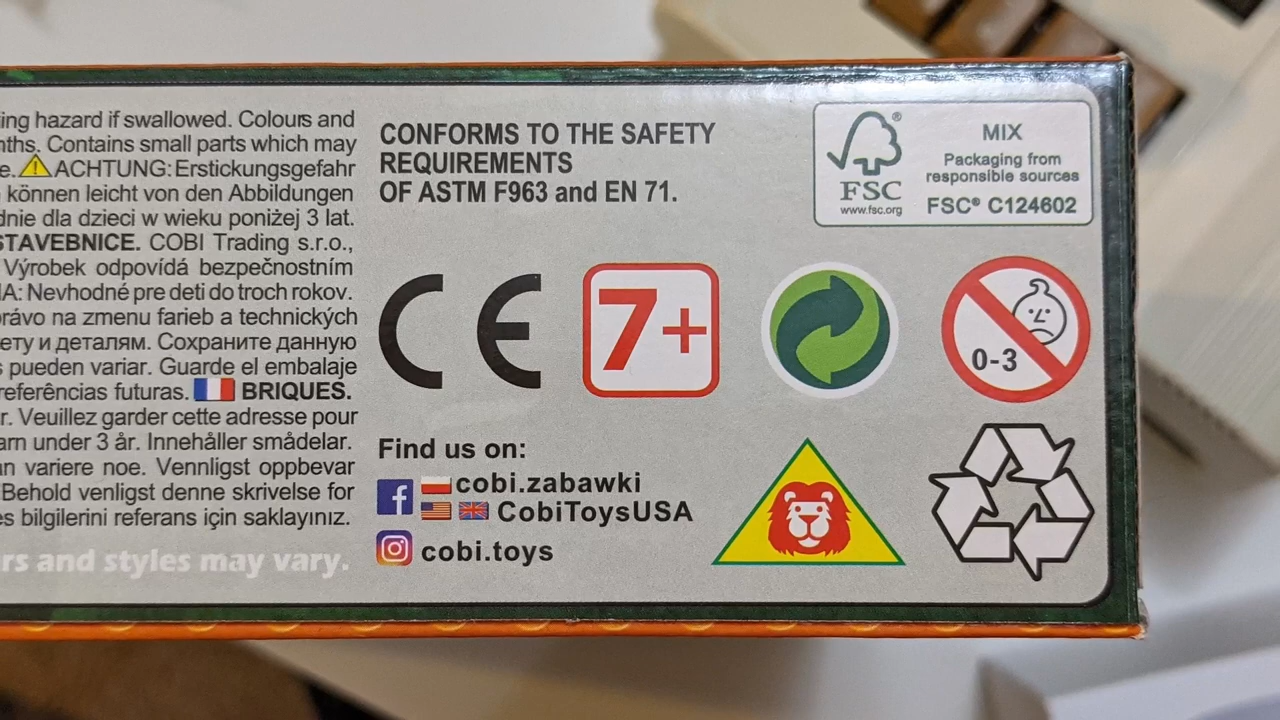 ing hazard if swallowed. Colours and
nths. Contains small parts which may
e. ACHTUNG: Erstickungsgefahr
können leicht von den Abbildungen
dnie dla dzieci w wieku poniżej 3 lat.
STAVEBNICE. COBI Trading s.r.o.,
Výrobek odpovídá bezpečnostním
IA: Nevhodné pre deti do troch rokov.
právo na zmenu farieb a technických
ету и деталям. Сохраните данную
s pueden variar. Guarde el embalaje
referências futuras. BRIQUES.
r. Veuillez garder cette adresse pour
arn under 3 år. Innehåller smådelar.
an variere noe. Vennligst oppbevar
Behold venligst denne skrivelse for
es bilgilerini referans için saklayınız.
rs and styles may vary.
CONFORMS TO THE SAFETY
REQUIREMENTS
OF ASTM F963 and EN 71.
FSC®
www.fsc.org
MIX
Packaging from
responsible sources
FSC® C124602
CE
7+
0-3
Find us on:
cobi.zabawki
CobiToysUSA
cobi.toys